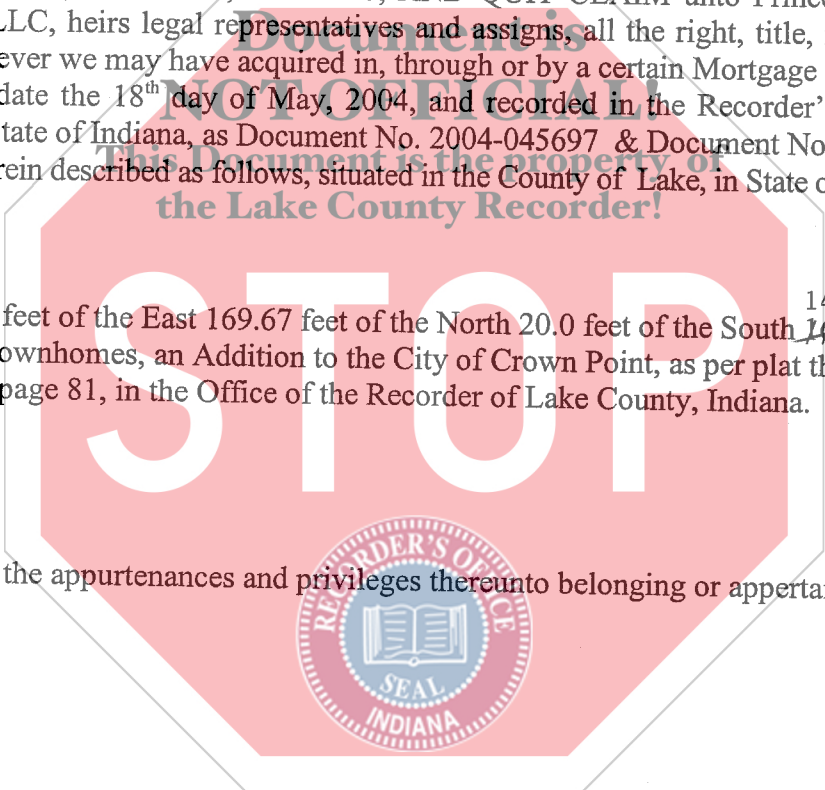 QUIT CLAIM unto
LLC, heirs legal representatives and assigns, all the right, title,
ever we may have acquired in, through or by a certain Mortgage
date the 18th day of May, 2004, and recorded in the Recorder'
tate of Indiana, as Document No. 2004-045697 & Document No
rein described as follows, situated in the County of Lake, in State o
Document is
NOT OFFICIAL!
This Document is the property of
the Lake County Recorder!
STOP
14
feet of the East 169.67 feet of the North 20.0 feet of the South
ownhomes, an Addition to the City of Crown Point, as per plat th
page 81, in the Office of the Recorder of Lake County, Indiana.
the appurtenances and privileges thereunto belonging or apperta
RECORDER'S OFFICE
SEAL
INDIANA